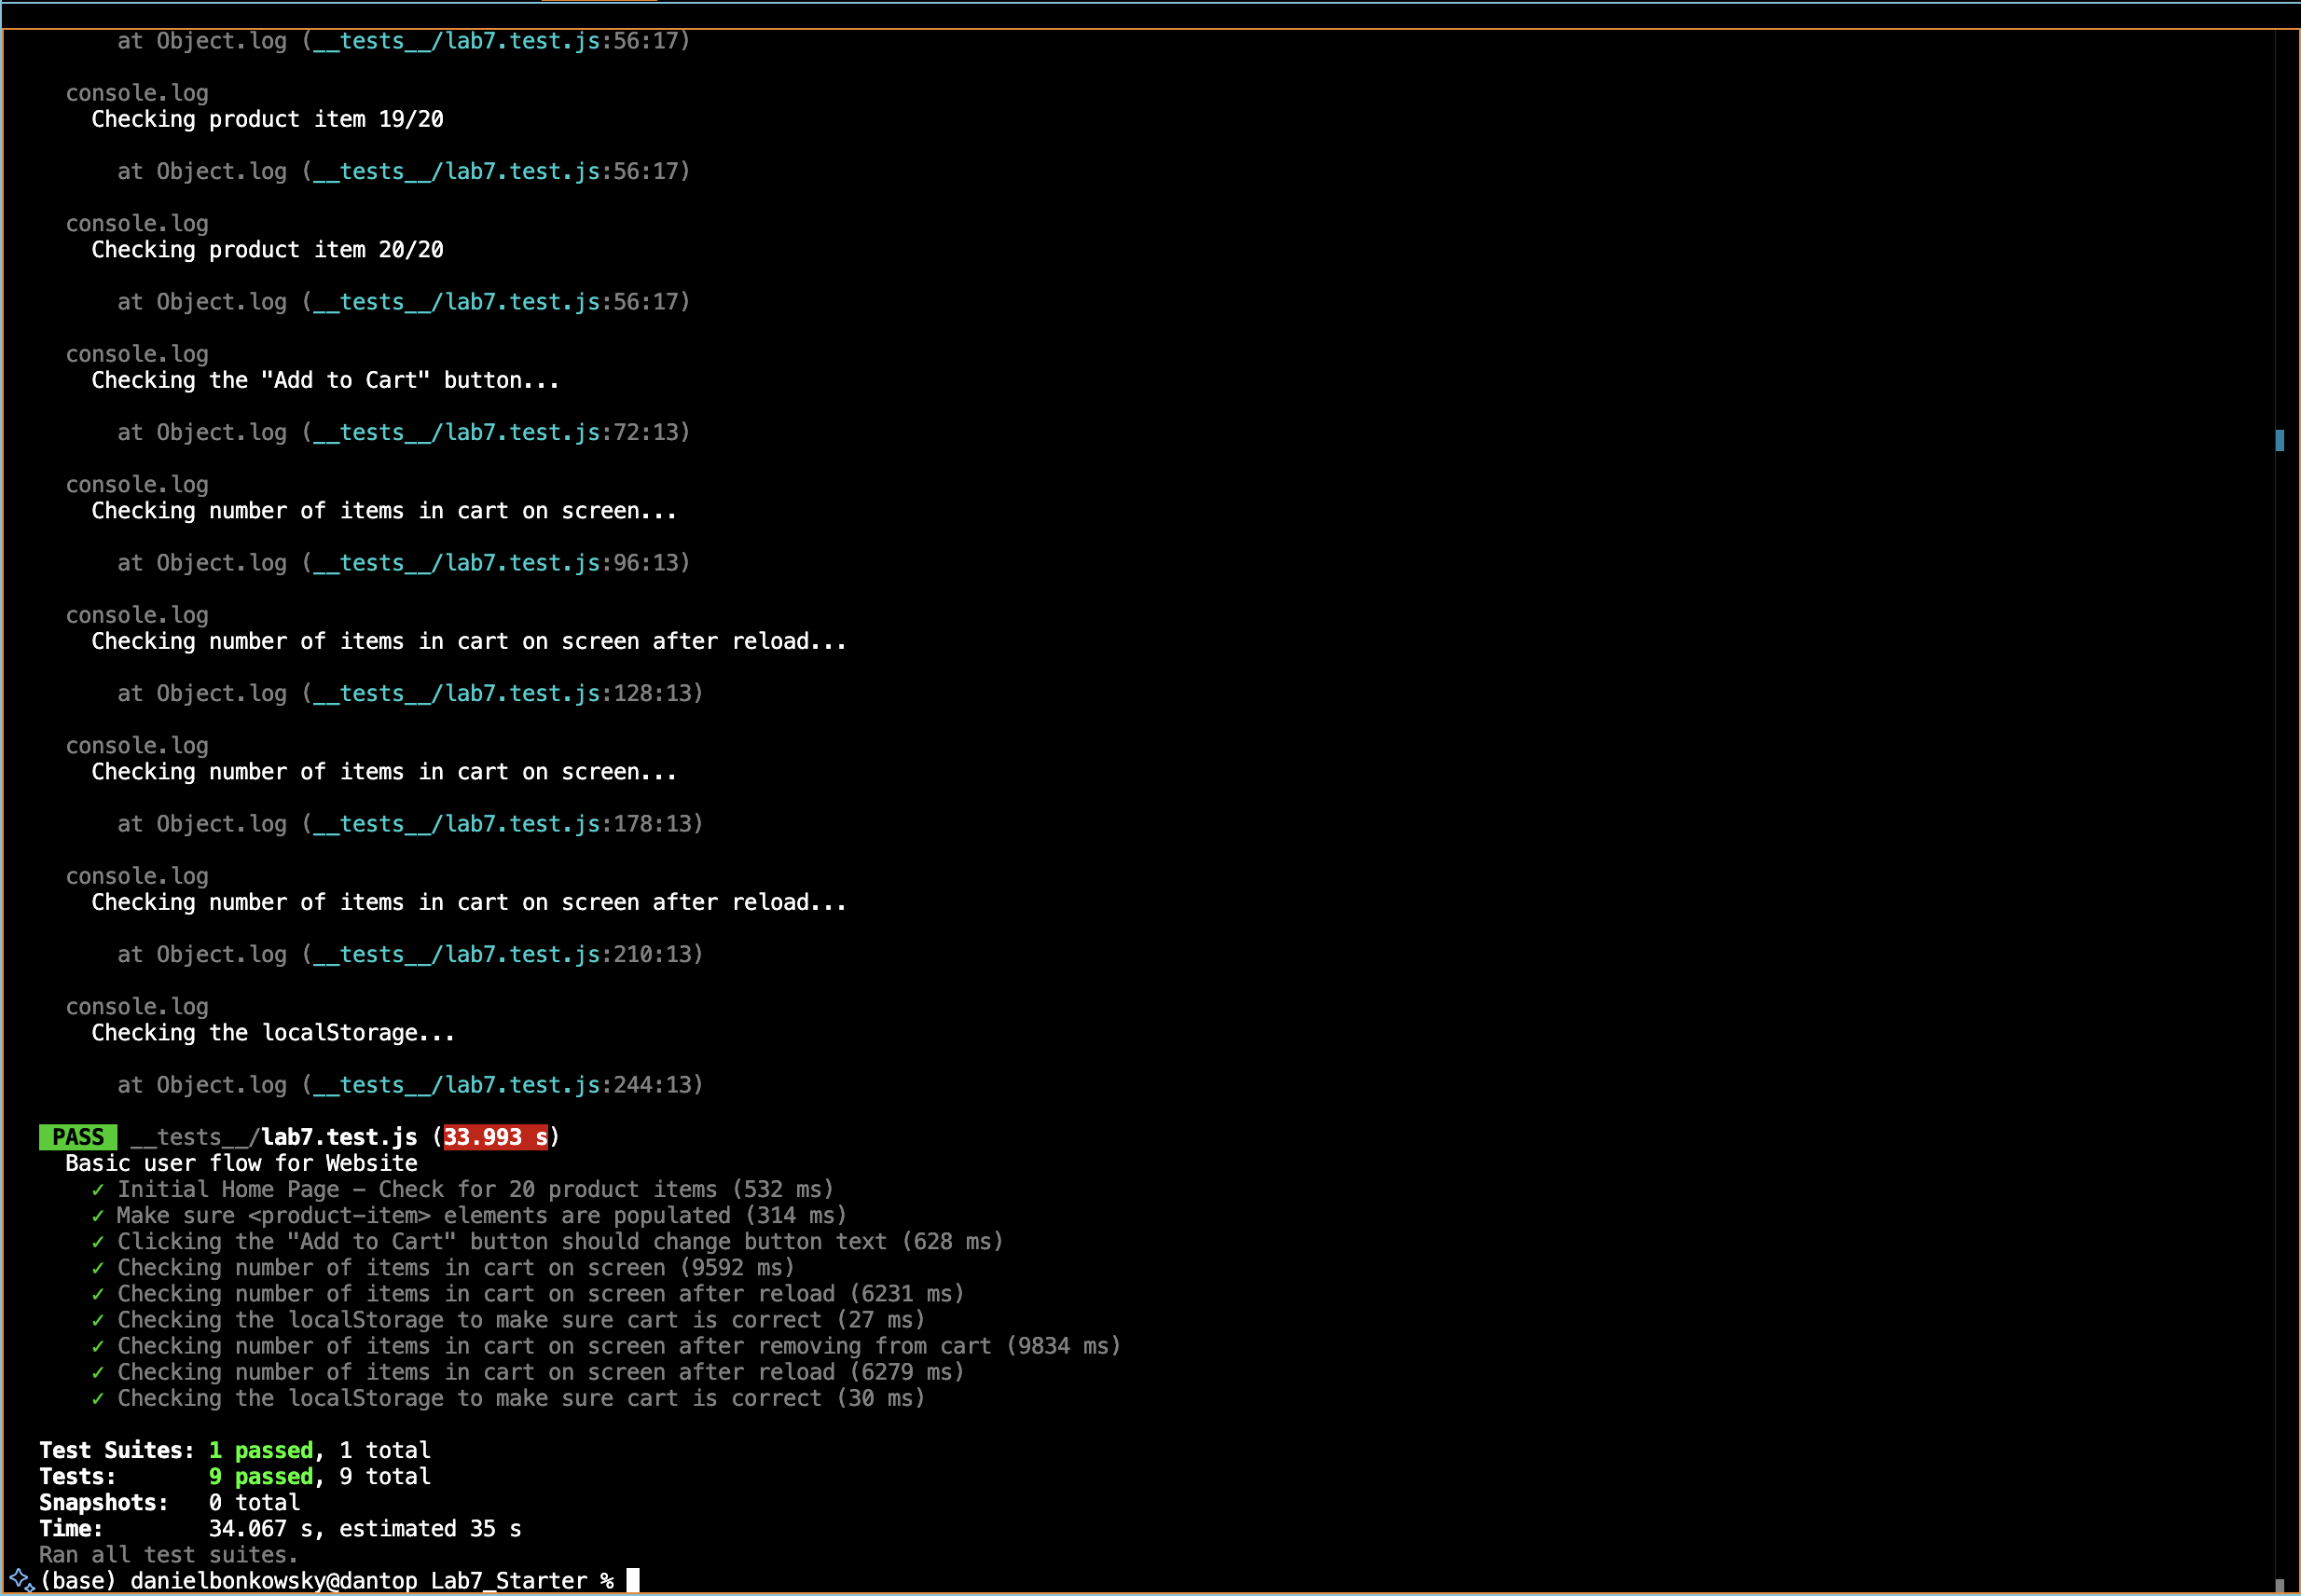 at Object.log (__tests__/lab7.test.js:56:17)
console.log
Checking product item 19/20
at Object.log (__tests__/lab7.test.js:56:17)
console.log
Checking product item 20/20
at Object.log (__tests__/lab7.test.js:56:17)
console.log
Checking the "Add to Cart" button...
at Object.log (__tests__/lab7.test.js:72:13)
console.log
Checking number of items in cart on screen...
at Object.log (__tests__/lab7.test.js:96:13)
console.log
Checking number of items in cart on screen after reload...
at Object.log (__tests__/lab7.test.js:128:13)
console.log
Checking number of items in cart on screen...
at Object.log (__tests__/lab7.test.js:178:13)
console.log
Checking number of items in cart on screen after reload...
at Object.log (__tests__/lab7.test.js:210:13)
console.log
Checking the localStorage...
at Object.log (__tests__/lab7.test.js:244:13)
PASS __tests__/lab7.test.js (33.993 s)
Basic user flow for Website
✓ Initial Home Page – Check for 20 product items (532 ms)
✓ Make sure <product-item> elements are populated (314 ms)
✓ Clicking the "Add to Cart" button should change button text (628 ms)
✓ Checking number of items in cart on screen (9592 ms)
✓ Checking number of items in cart on screen after reload (6231 ms)
✓ Checking the localStorage to make sure cart is correct (27 ms)
✓ Checking number of items in cart on screen after removing from cart (9834 ms)
✓ Checking number of items in cart on screen after reload (6279 ms)
✓ Checking the localStorage to make sure cart is correct (30 ms)
Test Suites: 1 passed, 1 total
Tests: 9 passed, 9 total
Snapshots: 0 total
Time: 34.067 s, estimated 35 s
Ran all test suites.
(base) danielbonkowsky@dantop Lab7_Starter %